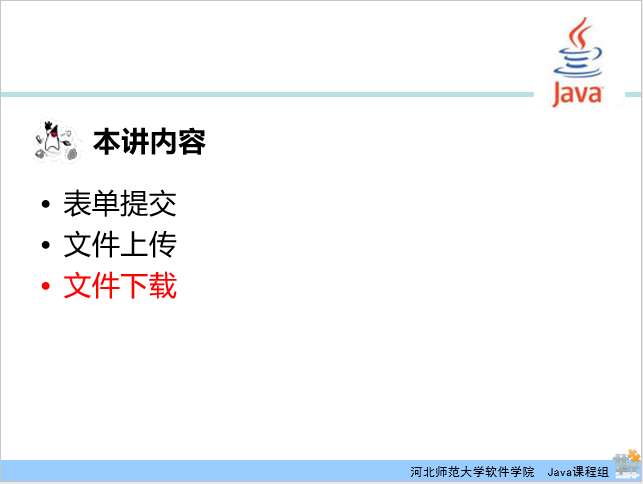 Java
本讲内容
• 表单提交
• 文件上传
• 文件下载
河北师范大学软件学院 Java课程组